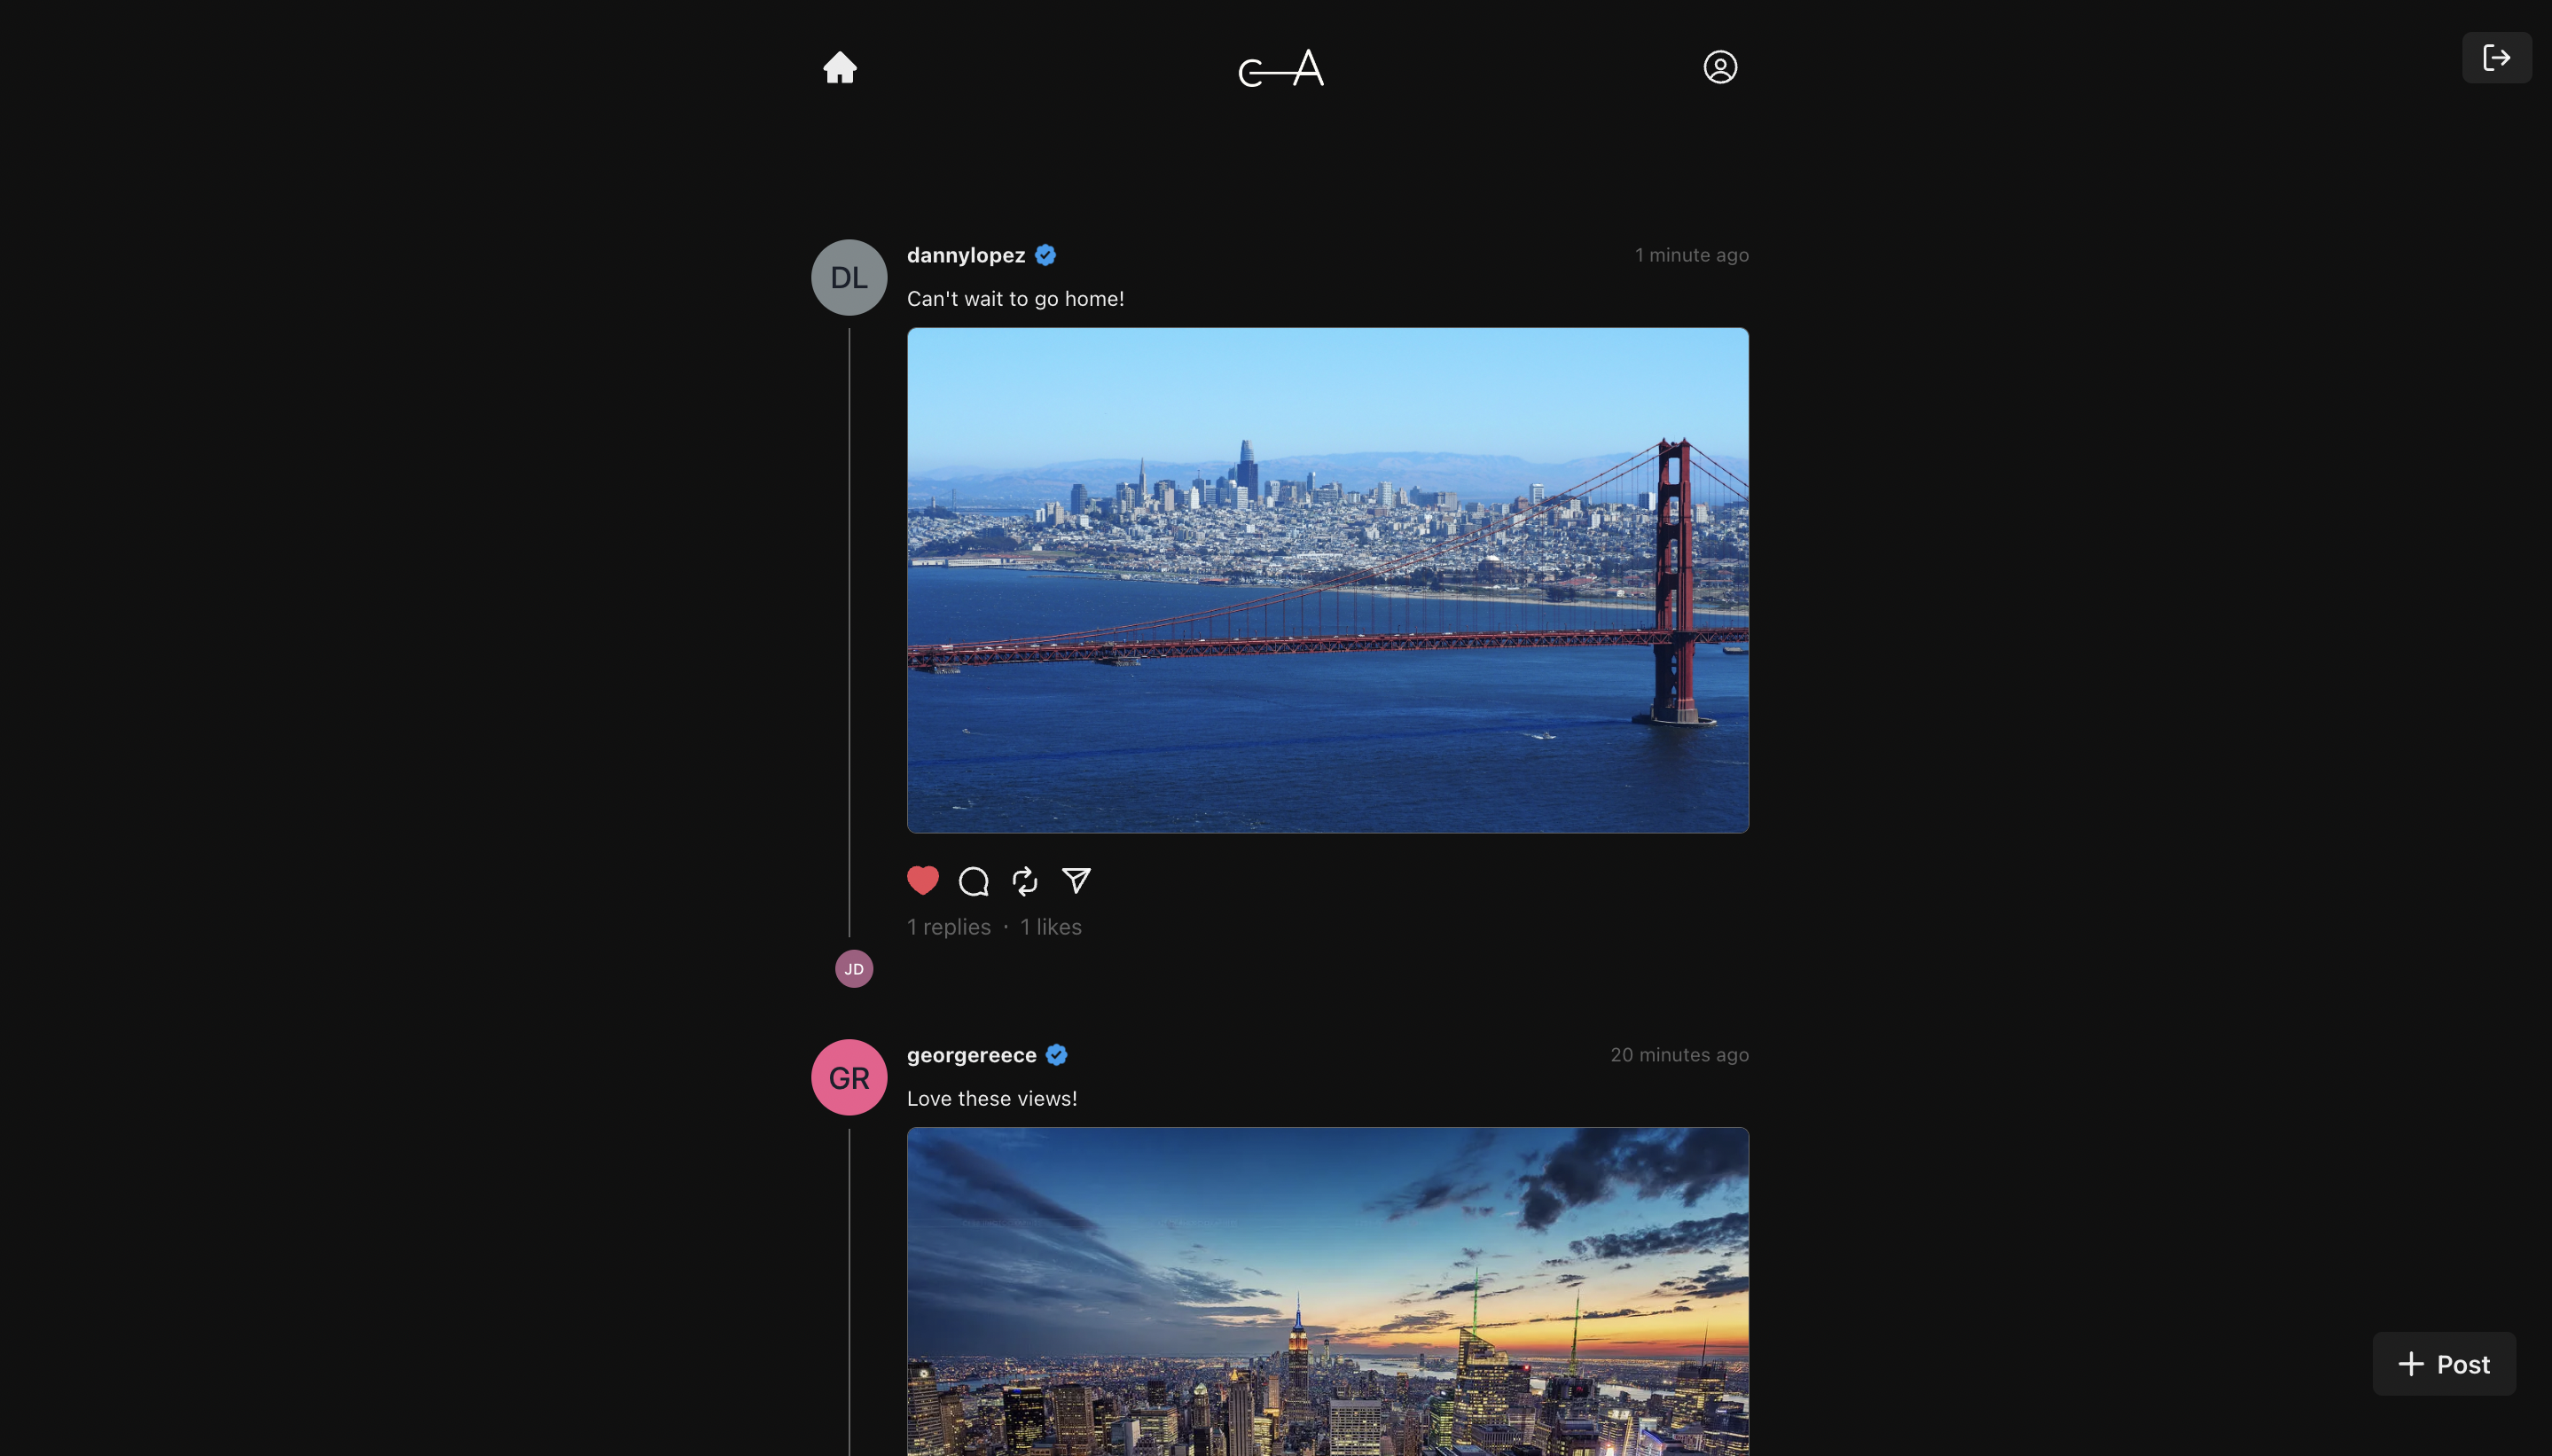 C—A
DL
dannylopez
1 minute ago
Can't wait to go home!
1 replies · 1 likes
JD
GR
georgereece
20 minutes ago
Love these views!
Post